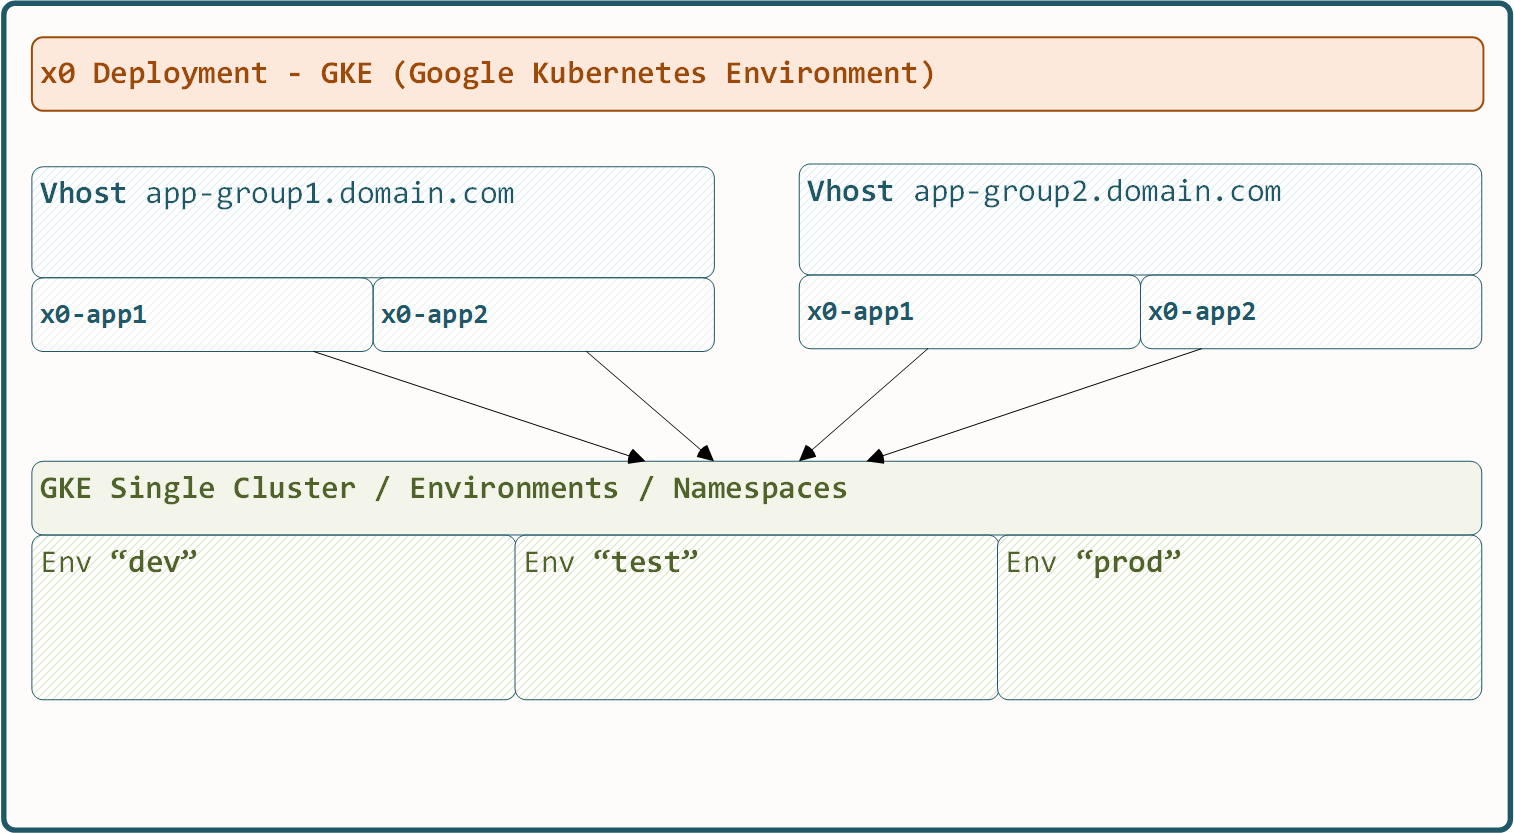 x0 Deployment - GKE (Google Kubernetes Environment)
Vhost app-group1.domain.com
x0-app1
x0-app2
Vhost app-group2.domain.com
x0-app1
x0-app2
GKE Single Cluster / Environments / Namespaces
Env “dev”
Env “test”
Env “prod”